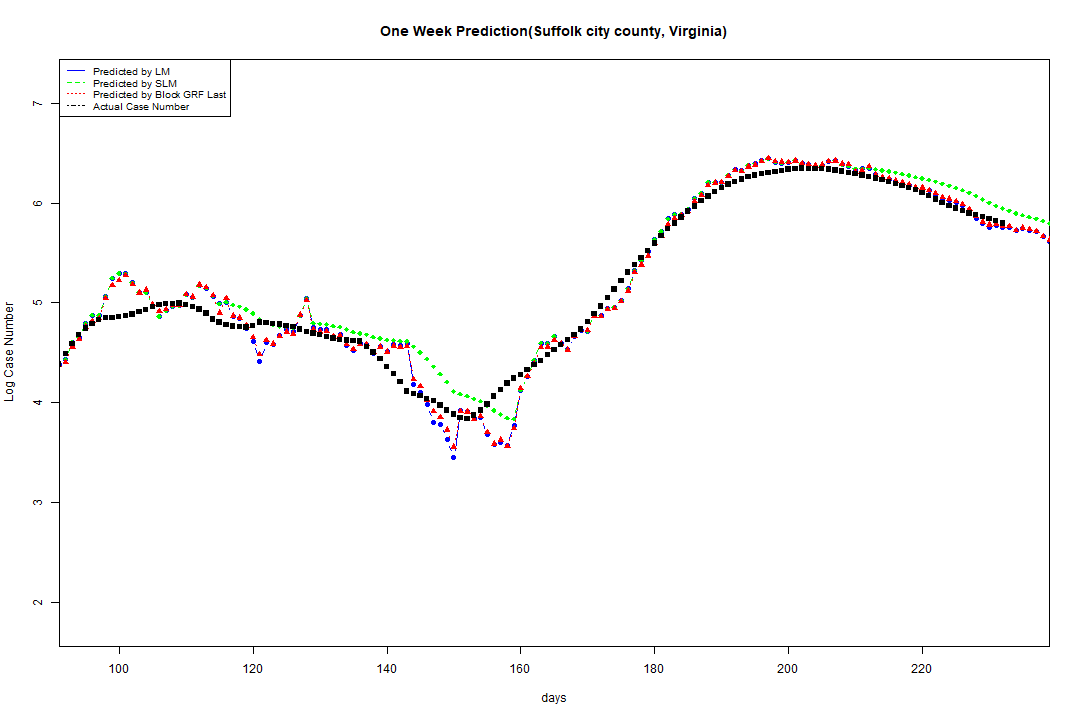 One Week Prediction(Suffolk city county, Virginia)
Predicted by LM
Predicted by SLM
Predicted by Block GRF Last
Actual Case Number
7
6
5
4
3
2
Log Case Number
100 120 140 160 180 200 220
days